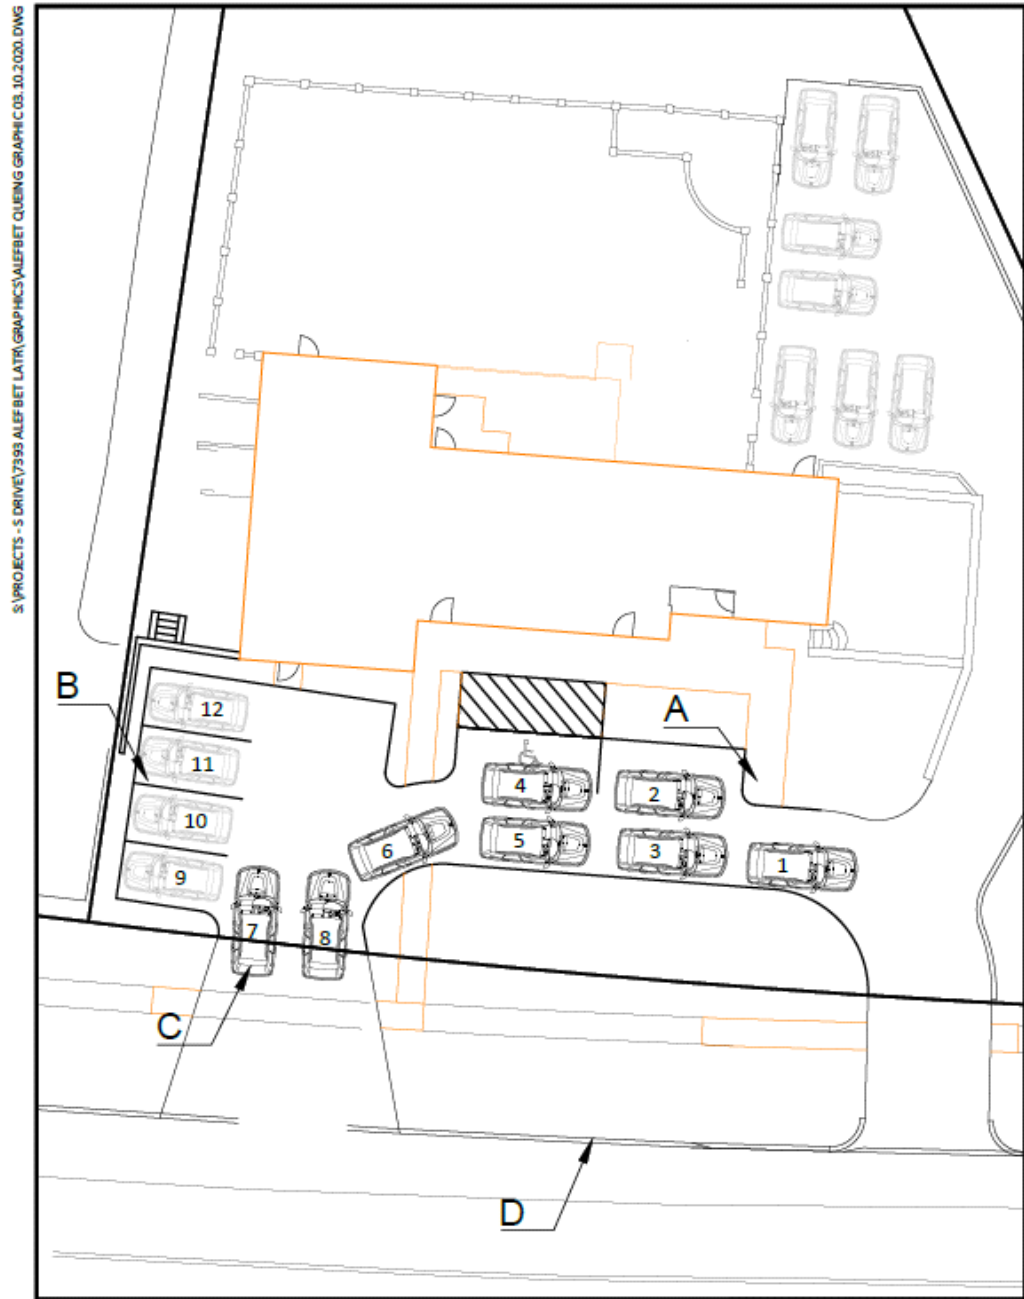 S:\PROJECTS - S DRIVE\7393 ALEF BET LATR\GRAPHICS\ALEFBET QUEING GRAPHIC 03.10.2020.DWG
B
12
11
10
9
A
4
2
5
3
6
1
7
8
C
D